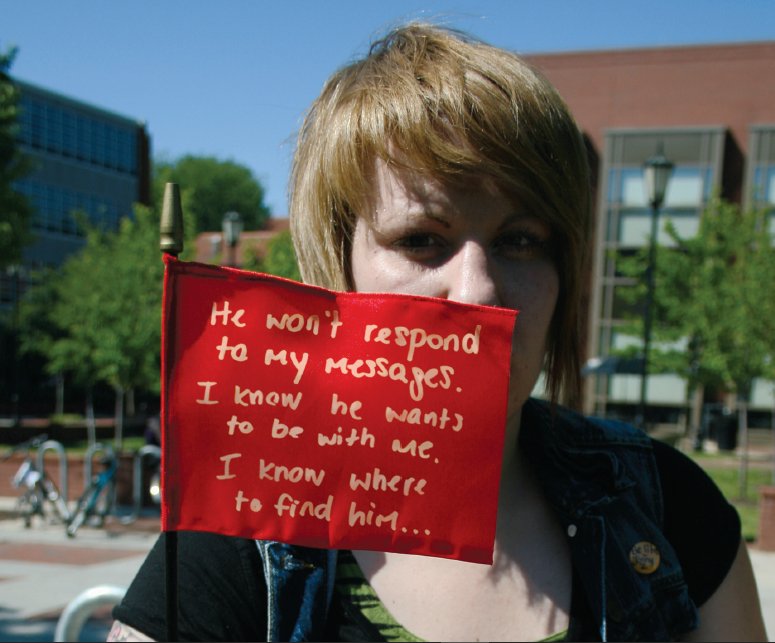 He won't respond
to my messages.
I know he wants
to be with me.
I know where
to find him...